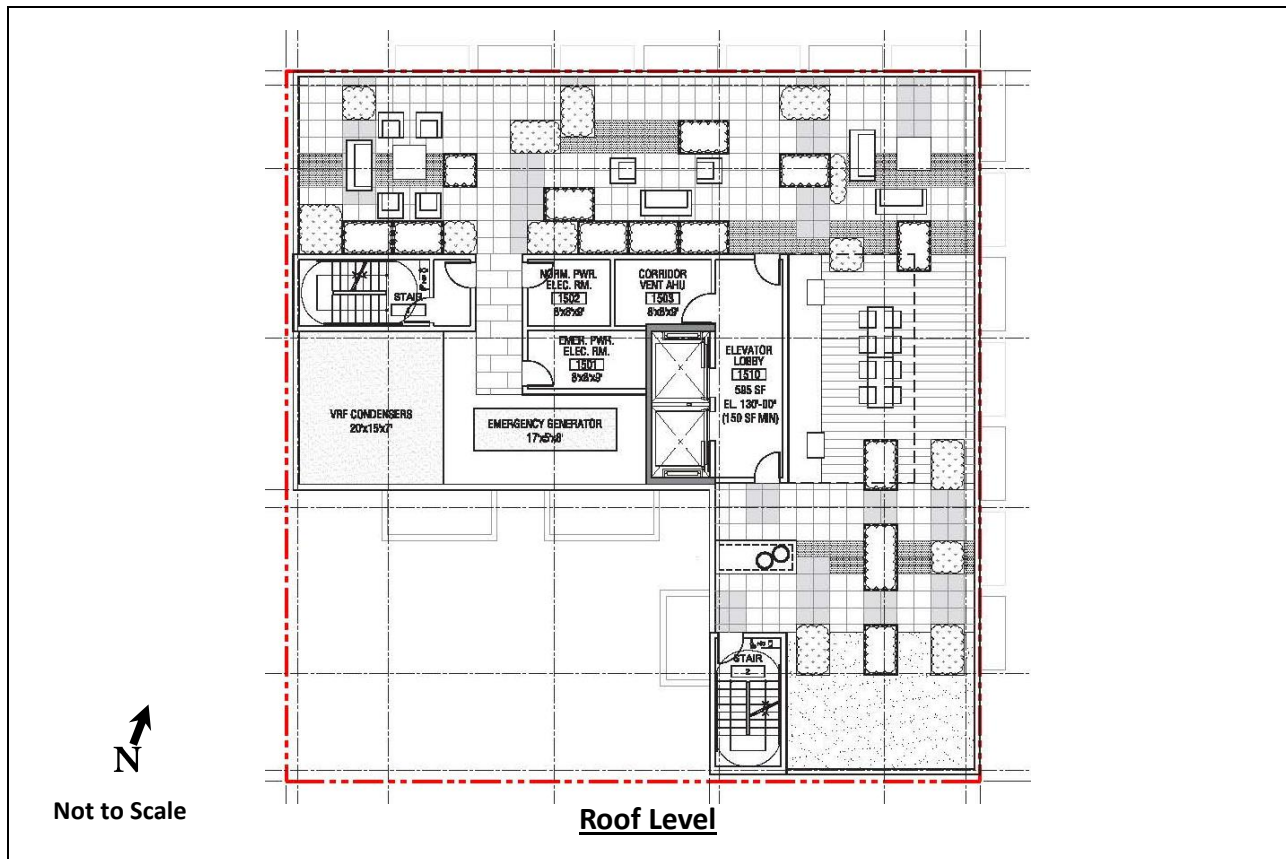 NORM. PWR.
ELEC. RM.
1502
8'x8'x9'
CORRIDOR
VENT AHU
1503
8'x8'x9'
STAIR
EMER. PWR.
ELEC. RM.
1501
8'x8'x9'
ELEVATOR
LOBBY
1510
595 SF
EL. 130'-00"
(150 SF MIN)
VRF CONDENSERS
20'x15'x7'
EMERGENCY GENERATOR
17'x5'x8'
STAIR
2
N
Not to Scale
Roof Level